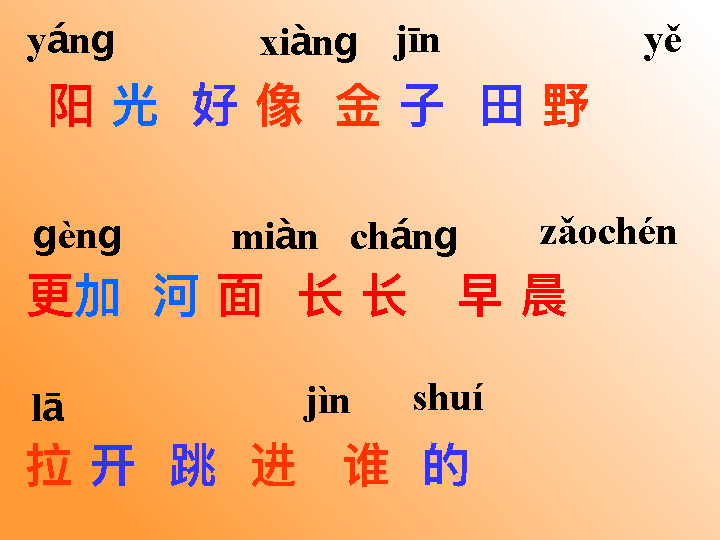 yáng xiàng jīn yě
阳光 好像 金子 田野
gèng miàn cháng zǎochén
更加 河面 长长 早晨
lā jìn shuí
拉开 跳进 谁的